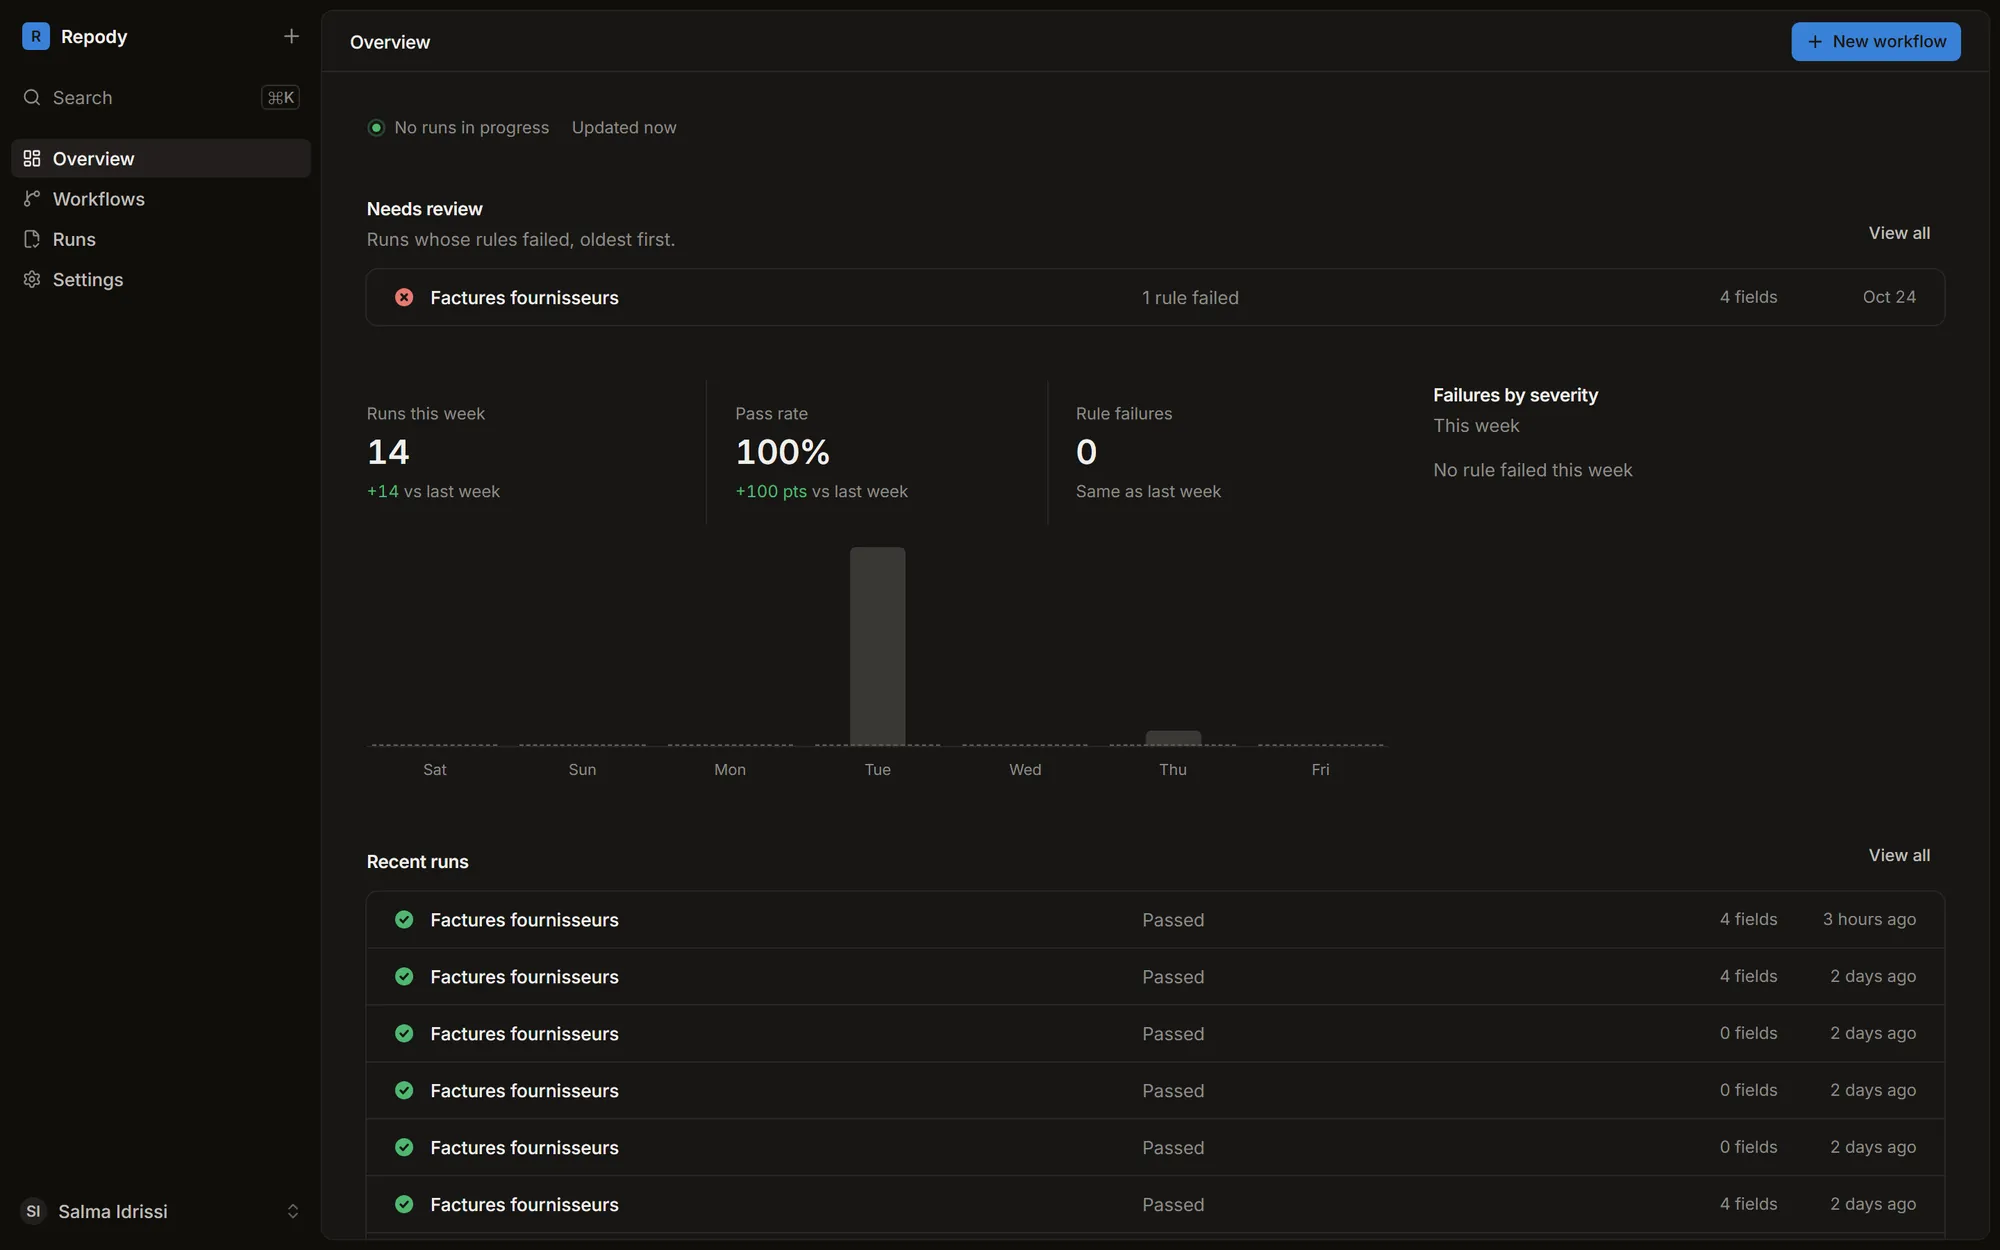 R Repody
Search ⌘K
Overview
Workflows
Runs
Settings
SI Salma Idrissi
Overview
New workflow
No runs in progress Updated now
Needs review
Runs whose rules failed, oldest first.
View all
Factures fournisseurs 1 rule failed 4 fields Oct 24
Runs this week
14
+14 vs last week
Pass rate
100%
+100 pts vs last week
Rule failures
0
Same as last week
Failures by severity
This week
No rule failed this week
Sat Sun Mon Tue Wed Thu Fri
Recent runs
View all
Factures fournisseurs Passed 4 fields 3 hours ago
Factures fournisseurs Passed 4 fields 2 days ago
Factures fournisseurs Passed 0 fields 2 days ago
Factures fournisseurs Passed 0 fields 2 days ago
Factures fournisseurs Passed 0 fields 2 days ago
Factures fournisseurs Passed 4 fields 2 days ago